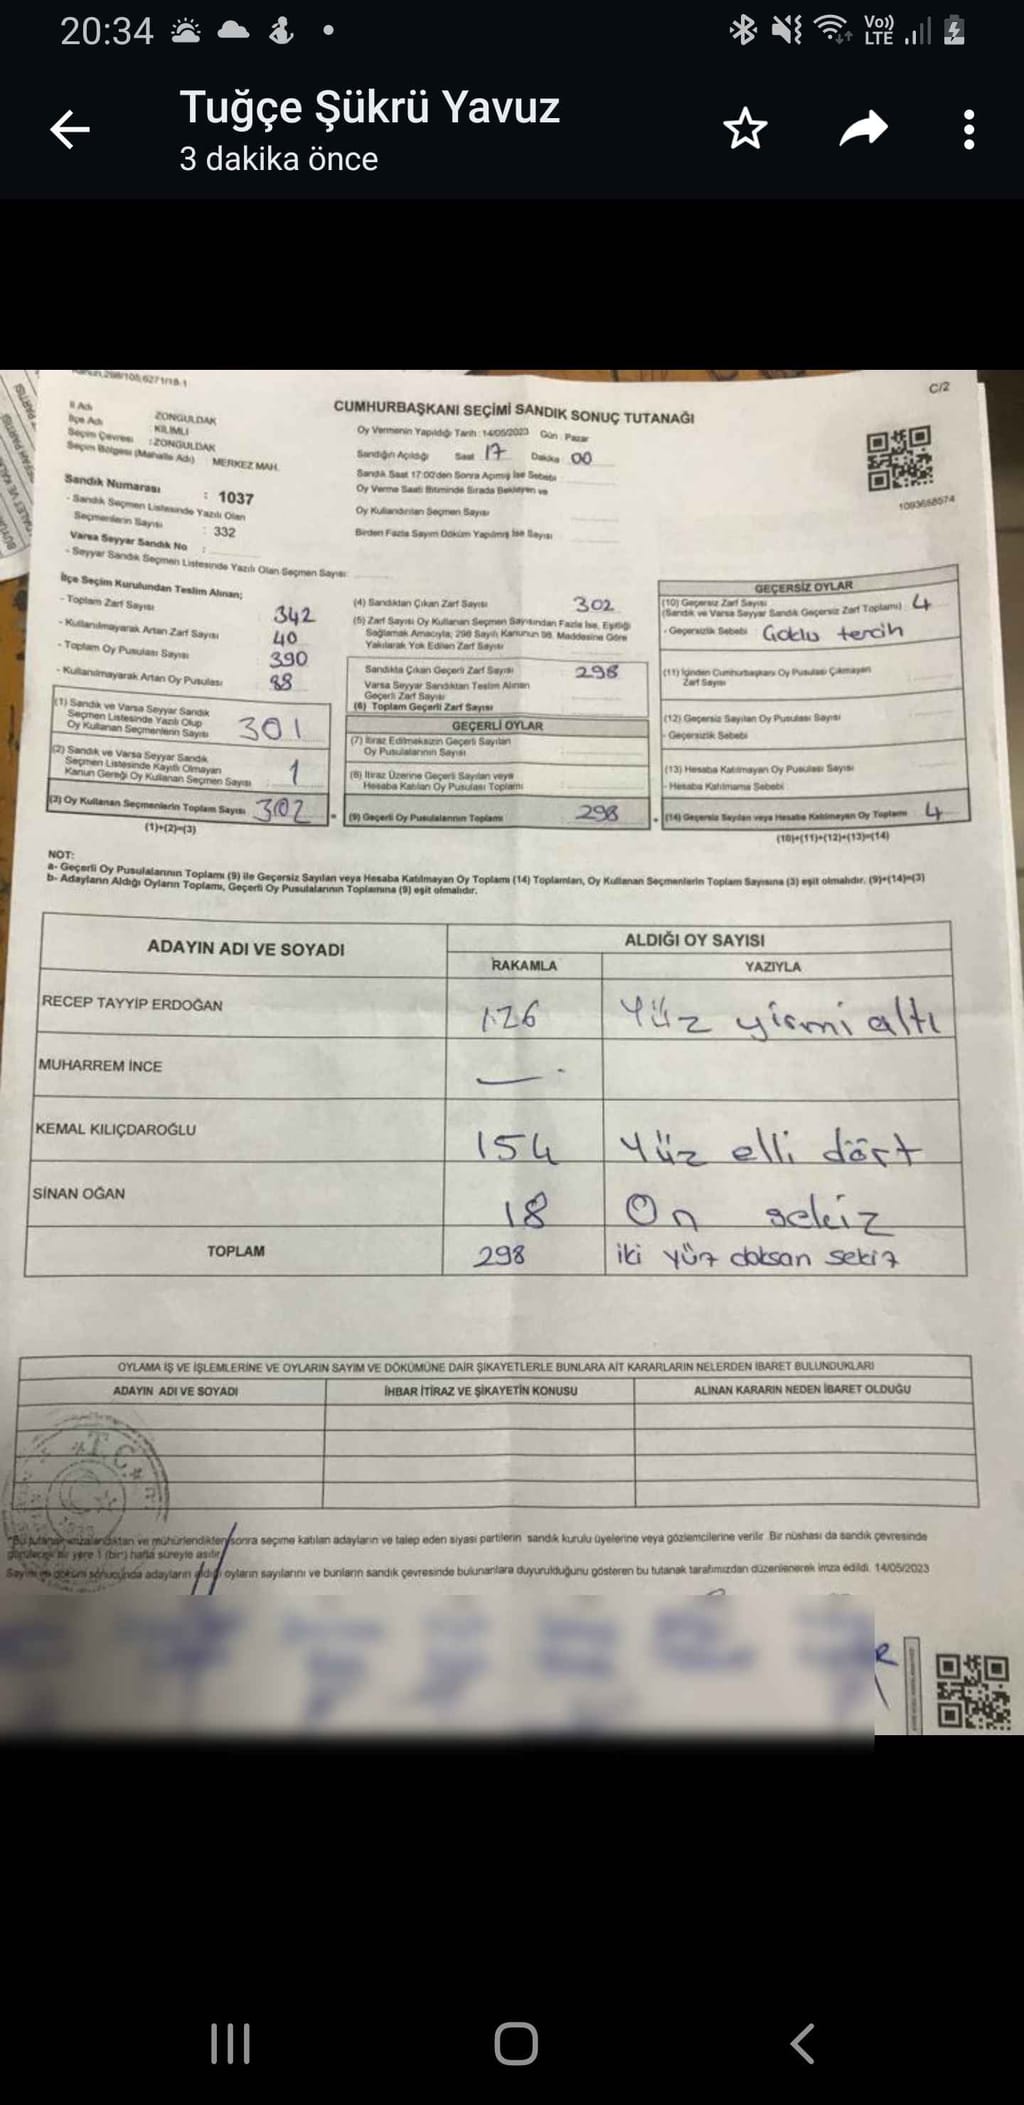 20:34
Vo)) LTE
Tuğçe Şükrü Yavuz
3 dakika önce
C/2
CUMHURBAŞKANI SEÇİMİ SANDIK SONUÇ TUTANAĞI
İl Adı ZONGULDAK
İlçe Adı KİLİMLİ
Seçim Çevresi : ZONGULDAK
Seçim Bölgesi (Mahalle Adı) MERKEZ MAH.
Sandık Numarası : 1037
- Sandık Seçmen Listesinde Yazılı Olan
Seçmenlerin Sayısı : 332
Varsa Seyyar Sandık No :
- Seyyar Sandık Seçmen Listesinde Yazılı Olan Seçmen Sayısı
Oy Vermenin Yapıldığı Tarih: 14/05/2023 Gün: Pazar
Sandığın Açıldığı Saat 17 Dakika 00
Sandık Saat 17:00'den Sonra Açılmış İse Sebebi
Oy Verme Saati Bitiminde Sırada Bekleyen ve
Oy Kullandırılan Seçmen Sayısı
Birden Fazla Sayım Döküm Yapılmış İse Sayısı
1093658574
İlçe Seçim Kurulundan Teslim Alınan;
- Toplam Zarf Sayısı 342
- Kullanılmayarak Artan Zarf Sayısı 40
- Toplam Oy Pusulası Sayısı 390
- Kullanılmayarak Artan Oy Pusulası 88
(1) Sandık ve Varsa Seyyar Sandık
Seçmen Listesinde Yazılı Olup
Oy Kullanan Seçmenlerin Sayısı 301
(2) Sandık ve Varsa Seyyar Sandık
Seçmen Listesinde Kayıtlı Olmayan
Kanun Gereği Oy Kullanan Seçmen Sayısı 1
(3) Oy Kullanan Seçmenlerin Toplam Sayısı 302
(1)+(2)=(3)
(4) Sandıktan Çıkan Zarf Sayısı 302
(5) Zarf Sayısı Oy Kullanan Seçmen Sayısından Fazla İse, Eşitliği
Sağlamak Amacıyla, 298 Sayılı Kanunun 98. Maddesine Göre
Yakılarak Yok Edilen Zarf Sayısı
Sandıkta Çıkan Geçerli Zarf Sayısı 298
Varsa Seyyar Sandıktan Teslim Alınan
Geçerli Zarf Sayısı
(6) Toplam Geçerli Zarf Sayısı
GEÇERLİ OYLAR
(7) İtiraz Edilmeksizin Geçerli Sayılan
Oy Pusulalarının Sayısı
(8) İtiraz Üzerine Geçerli Sayılan veya
Hesaba Katılan Oy Pusulası Toplamı
(9) Geçerli Oy Pusulalarının Toplamı 298
GEÇERSİZ OYLAR
(10) Geçersiz Zarf Sayısı
(Sandık ve Varsa Seyyar Sandık Geçersiz Zarf Toplamı) 4
- Geçersizlik Sebebi Çoklu tercih
(11) İçinden Cumhurbaşkanı Oy Pusulası Çıkmayan
Zarf Sayısı
(12) Geçersiz Sayılan Oy Pusulası Sayısı
- Geçersizlik Sebebi
(13) Hesaba Katılmayan Oy Pusulası Sayısı
- Hesaba Katılmama Sebebi
(14) Geçersiz Sayılan veya Hesaba Katılmayan Oy Toplamı 4
(10)+(11)+(12)+(13)=(14)
NOT:
a- Geçerli Oy Pusulalarının Toplamı (9) ile Geçersiz Sayılan veya Hesaba Katılmayan Oy Toplamı (14) Toplamları, Oy Kullanan Seçmenlerin Toplam Sayısına (3) eşit olmalıdır. (9)+(14)=(3)
b- Adayların Aldığı Oyların Toplamı, Geçerli Oy Pusulalarının Toplamına (9) eşit olmalıdır.
ADAYIN ADI VE SOYADI ALDIĞI OY SAYISI
RAKAMLA YAZIYLA
RECEP TAYYİP ERDOĞAN 126 Yüz yirmi altı
MUHARREM İNCE —
KEMAL KILIÇDAROĞLU 154 Yüz elli dört
SİNAN OĞAN 18 On sekiz
TOPLAM 298 iki yüz doksan sekiz
OYLAMA İŞ VE İŞLEMLERİNE VE OYLARIN SAYIM VE DÖKÜMÜNE DAİR ŞİKAYETLERLE BUNLARA AİT KARARLARIN NELERDEN İBARET BULUNDUKLARI
ADAYIN ADI VE SOYADI İHBAR İTİRAZ VE ŞİKAYETİN KONUSU ALINAN KARARIN NEDEN İBARET OLDUĞU
T.C.
*Bu tutanak imzalandıktan ve mühürlendikten sonra seçime katılan adayların ve talep eden siyasi partilerin sandık kurulu üyelerine veya gözlemcilerine verilir. Bir nüshası da sandık çevresinde
görülecek bir yere 1 (bir) hafta süreyle asılır.
Sayım ve döküm sonucunda adayların aldığı oyların sayılarını ve bunların sandık çevresinde bulunanlara duyurulduğunu gösteren bu tutanak tarafımızdan düzenlenerek imza edildi. 14/05/2023